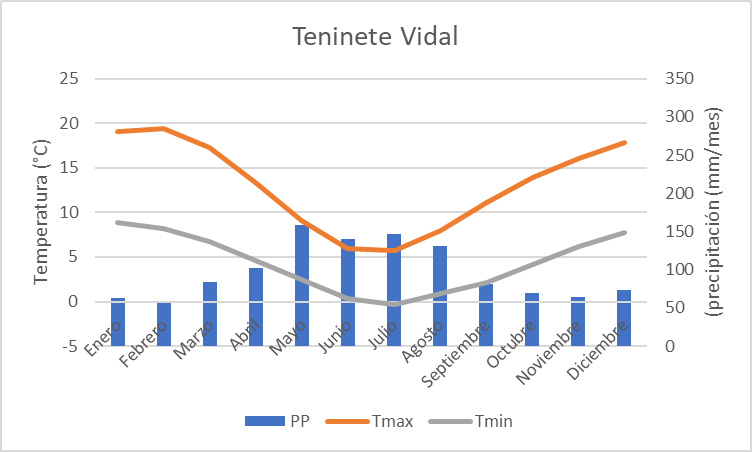 Teninete Vidal
25
20
15
10
5
0
-5
Temperatura (°C)
350
300
250
200
150
100
50
0
(precipitación (mm/mes)
Enero
Febrero
Marzo
Abril
Mayo
Junio
Julio
Agosto
Septiembre
Octubre
Noviembre
Diciembre
PP Tmax Tmin